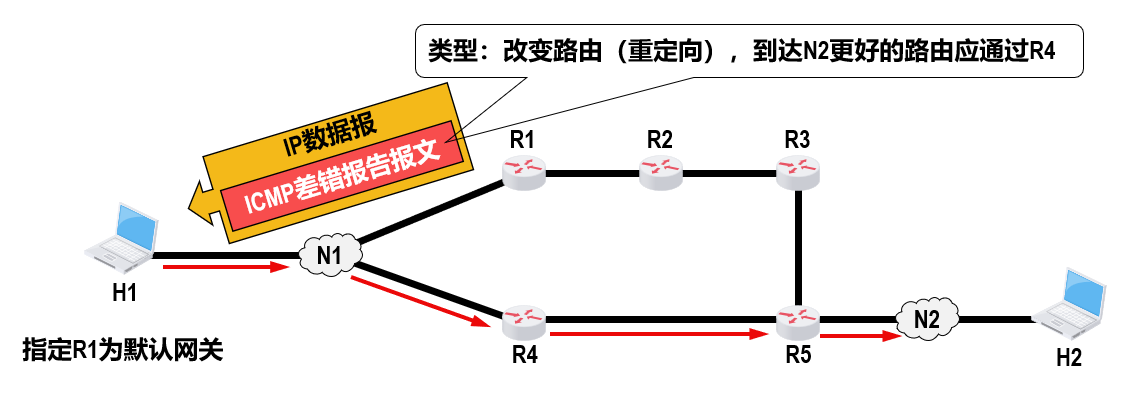 类型：改变路由（重定向），到达N2更好的路由应通过R4
IP数据报
ICMP差错报告报文
R1
R2
R3
N1
H1
R4
R5
N2
H2
指定R1为默认网关